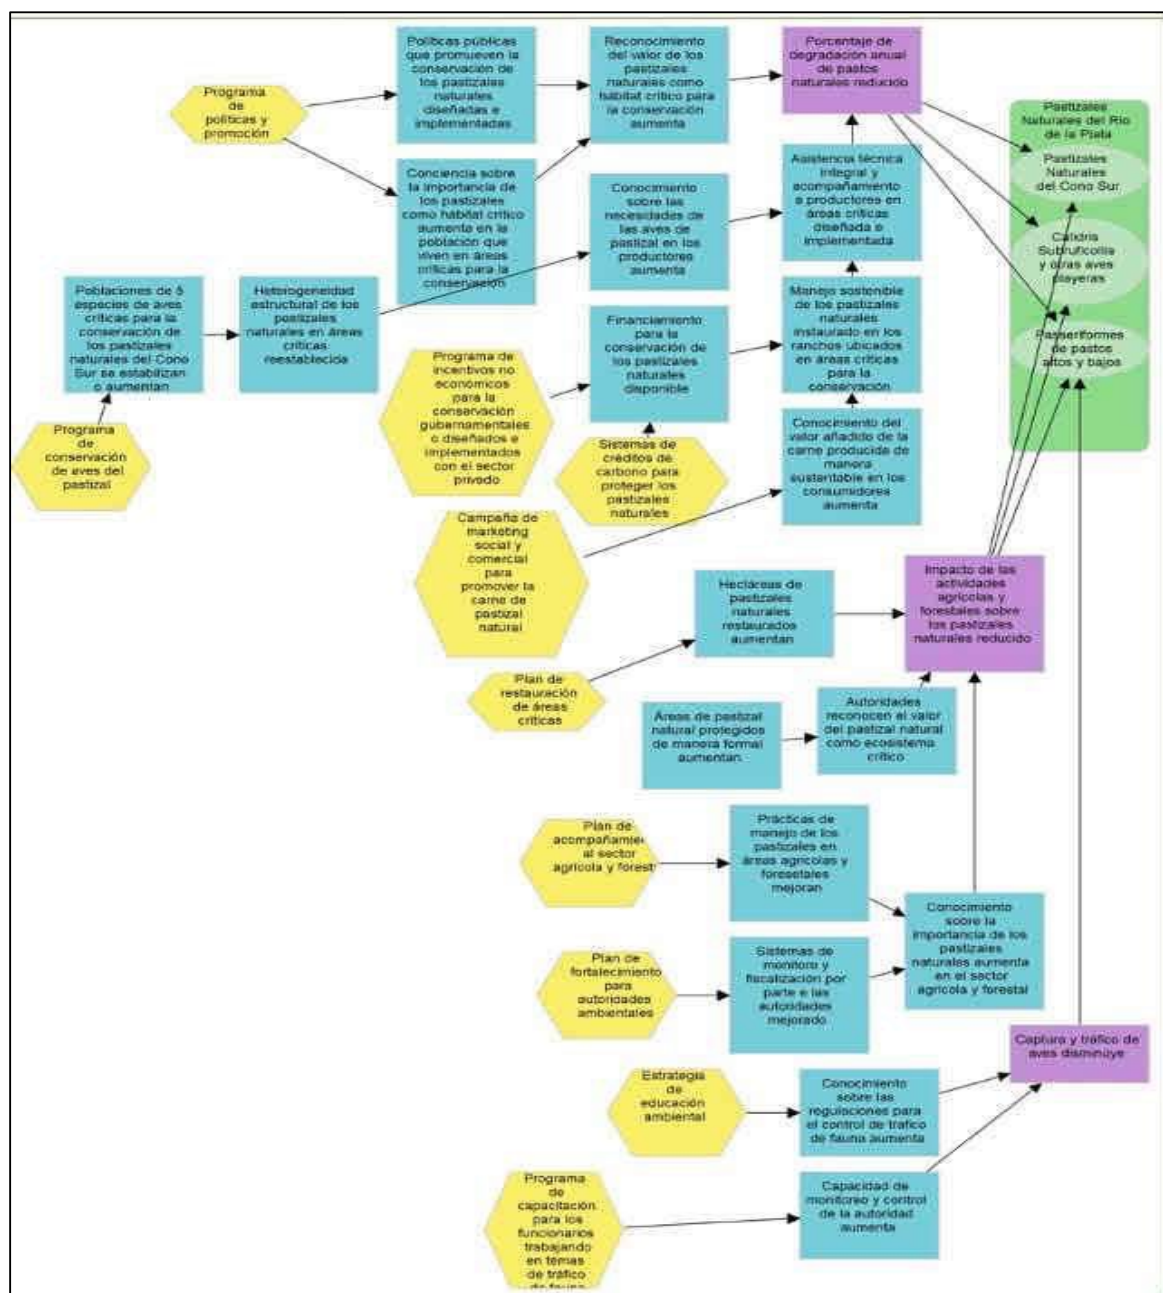 Políticas públicas
que promueven la
conservación de
los pastizales
naturales
diseñadas e
implementadas
Reconocimiento
del valor de los
pastizales
naturales como
hábitat crítico para
la conservación
aumenta
Porcentaje de
degradación anual
de pastos
naturales reducido
Programa
de
políticas y
promoción
Pastizales
Naturales del Río
de la Plata
Pastizales
Naturales
del Cono Sur
Calidris
Subruficollis
y otras aves
playeras
Passeriformes
de pastos
altos y bajos
Conciencia sobre
la importancia de
los pastizales
como hábitat crítico
aumenta en la
población que
viven en áreas
críticas para la
conservación
Conocimiento
sobre las
necesidades de
las aves de
pastizal en los
productores
aumenta
Asistencia técnica
integral y
acompañamiento
a productores en
áreas críticas
diseñada e
implementada
Poblaciones de 5
especies de aves
críticas para la
conservación de
los pastizales
naturales del Cono
Sur se estabilizan
o aumentan
Heterogeneidad
estructural de los
pastizales
naturales en áreas
críticas
reestablecida
Financiamiento
para la
conservación de
los pastizales
naturales
disponible
Manejo sostenible
de los pastizales
naturales
instaurado en los
ranchos ubicados
en áreas críticas
para la
conservación
Programa de
incentivos no
económicos
para la
conservación
gubernamentales
o diseñados e
implementados
con el sector
privado
Programa
de
conservación
de aves del
pastizal
Sistemas de
créditos de
carbono para
proteger los
pastizales
naturales
Conocimiento del
valor añadido de la
carne producida de
manera
sustentable en los
consumidores
aumenta
Campaña de
marketing
social y
comercial
para
promover la
carne de
pastizal
natural
Hectáreas de
pastizales
naturales
restaurados
aumentan
Impacto de las
actividades
agrícolas y
forestales sobre
los pastizales
naturales reducido
Plan de
restauración
de áreas
críticas
Áreas de pastizal
natural protegidos
de manera formal
aumentan.
Autoridades
reconocen el valor
del pastizal natural
como ecosistema
crítico
Plan de
acompañamie
al sector
agrícola y forest
Prácticas de
manejo de los
pastizales en
áreas agrícolas y
foresetales
mejoran
Conocimiento
sobre la
importancia de los
pastizales
naturales aumenta
en el sector
agrícola y forestal
Plan de
fortalecimiento
para
autoridades
ambientales
Sistemas de
monitoro y
fiscalización por
parte e las
autoridades
mejorado
Captura y tráfico de
aves disminuye
Estrategia
de
educación
ambiental
Conocimiento
sobre las
regulaciones para
el control de tráfico
de fauna aumenta
Programa
de
capacitación
para los
funcionarios
trabajando
en temas
de tráfico
de fauna
Capacidad de
monitoreo y control
de la autoridad
aumenta